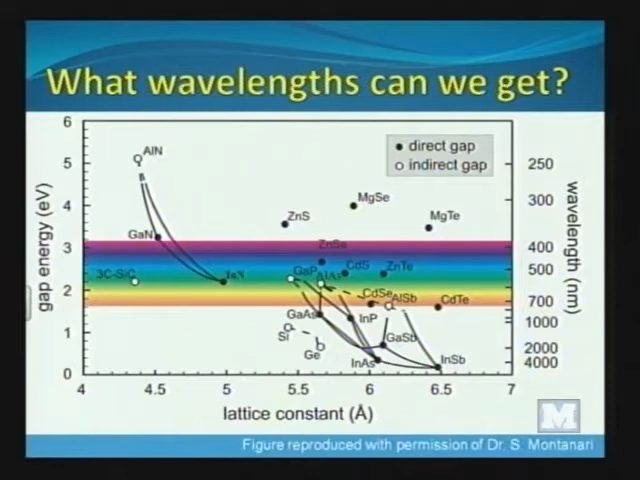 What wavelengths can we get?
gap energy (eV)
6
5
4
3
2
1
0
4
4.5
5
5.5
6
6.5
7
lattice constant (Å)
250
300
400
500
700
1000
2000
4000
wavelength (nm)
direct gap
indirect gap
AlN
GaN
InN
3C-SiC
ZnS
MgSe
MgTe
ZnSe
GaP
AlAs
CdS
ZnTe
CdSe
AlSb
CdTe
GaAs
InP
Si
Ge
GaSb
InAs
InSb
M
Figure reproduced with permission of Dr. S. Montanari